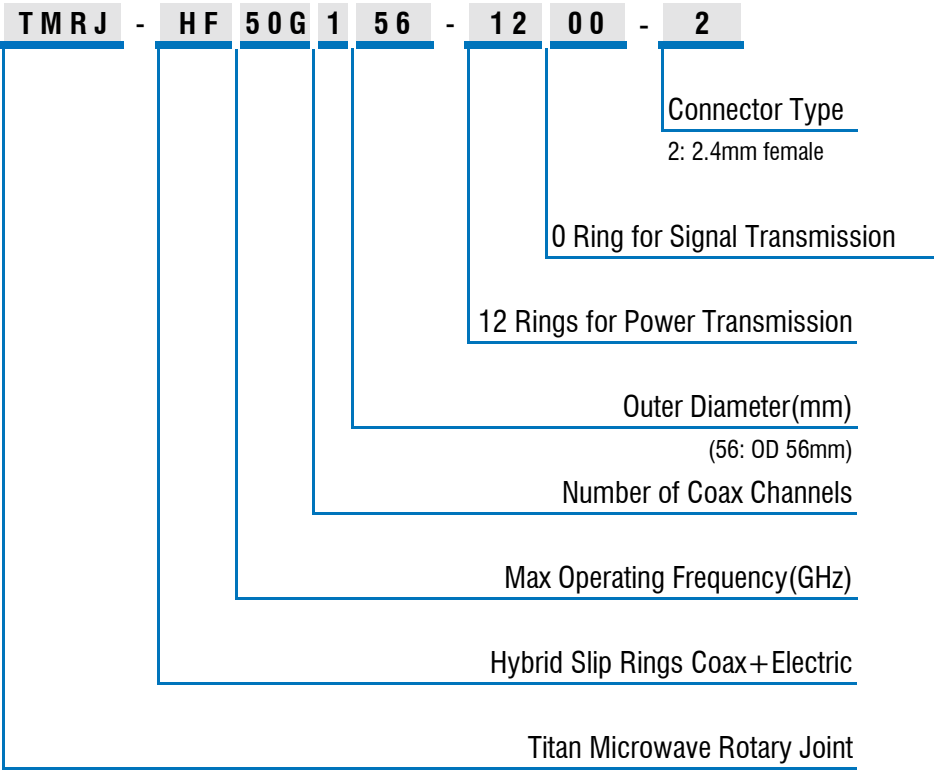 TMRJ - HF 50G 1 56 - 12 00 - 2
Connector Type
2: 2.4mm female
0 Ring for Signal Transmission
12 Rings for Power Transmission
Outer Diameter(mm)
(56: OD 56mm)
Number of Coax Channels
Max Operating Frequency(GHz)
Hybrid Slip Rings Coax+Electric
Titan Microwave Rotary Joint